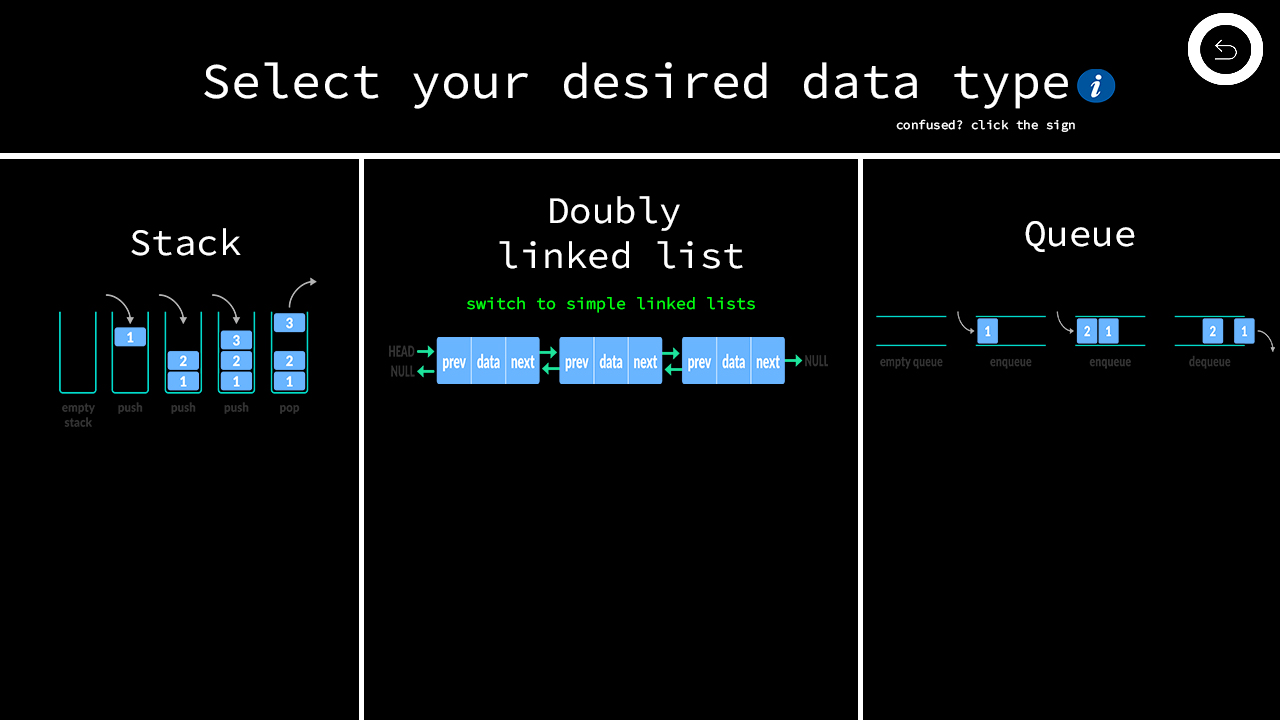 Select your desired data type
i
confused? click the sign
Stack
1
2
1
3
2
1
3
2
1
empty
stack
push
push
push
pop
Doubly
linked list
switch to simple linked lists
HEAD
NULL
prev data next
prev data next
prev data next
NULL
Queue
1
2 1
2 1
empty queue
enqueue
enqueue
dequeue